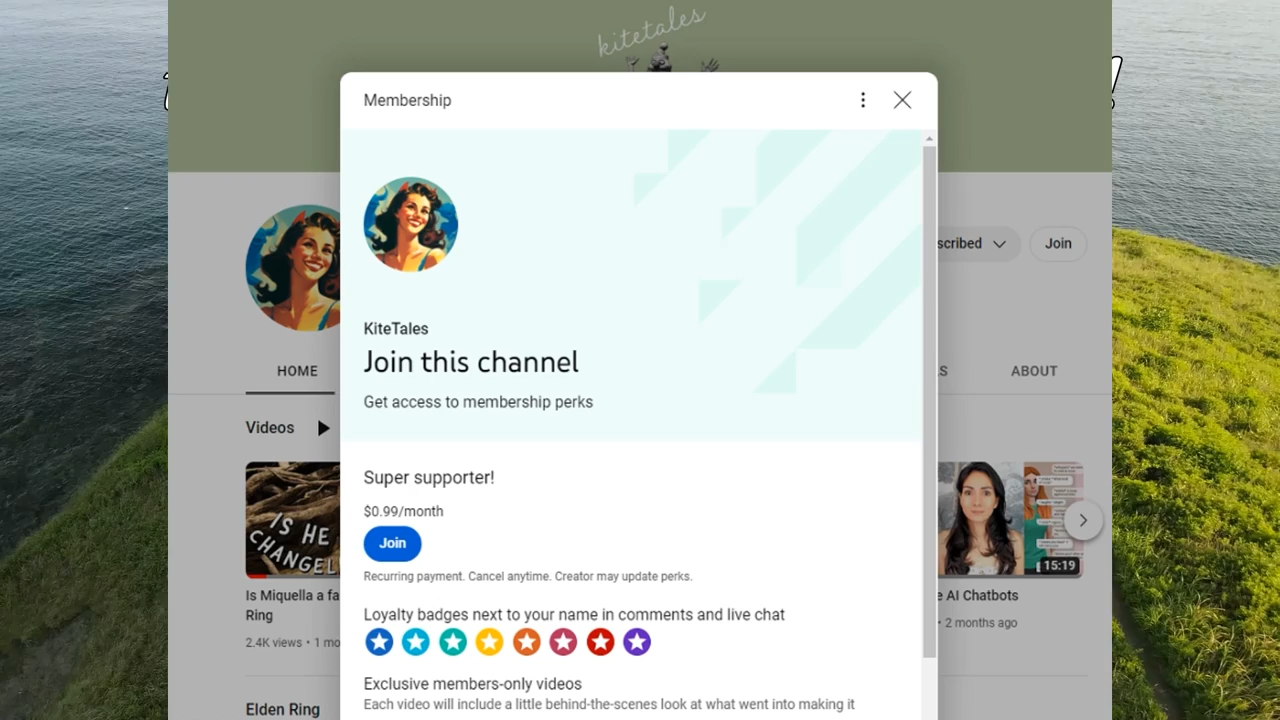 kitetales
!
Membership
scribed
Join
KiteTales
Join this channel
Get access to membership perks
HOME
S
ABOUT
Videos
Super supporter!
$0.99/month
Join
Recurring payment. Cancel anytime. Creator may update perks.
IS HE
CHANGEL
15:19
Is Miquella a fa
Ring
2.4K views • 1 mo
e AI Chatbots
• 2 months ago
Loyalty badges next to your name in comments and live chat
Exclusive members-only videos
Each video will include a little behind-the-scenes look at what went into making it
Elden Ring